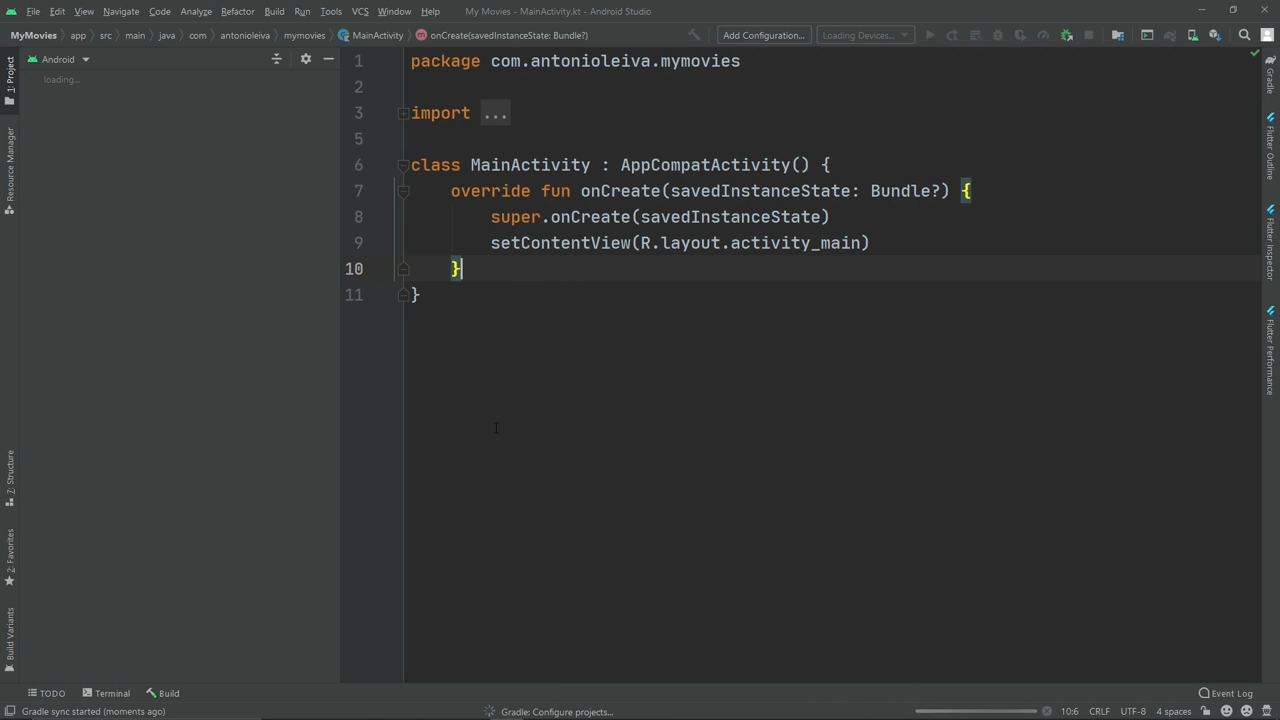 File Edit View Navigate Code Analyze Refactor Build Run Tools VCS Window Help My Movies - MainActivity.kt - Android Studio
MyMovies app src main java com antonioleiva mymovies MainActivity onCreate(savedInstanceState: Bundle?) Add Configuration... Loading Devices...
Android
loading...
1: Project
Resource Manager
7: Structure
2: Favorites
Build Variants
1 package com.antonioleiva.mymovies
2
3 import ...
5
6 class MainActivity : AppCompatActivity() {
7 override fun onCreate(savedInstanceState: Bundle?) {
8 super.onCreate(savedInstanceState)
9 setContentView(R.layout.activity_main)
10 }
11 }
Gradle
Flutter Outline
Flutter Inspector
Flutter Performance
TODO Terminal Build Event Log
Gradle sync started (moments ago) Gradle: Configure projects... 10:6 CRLF UTF-8 4 spaces